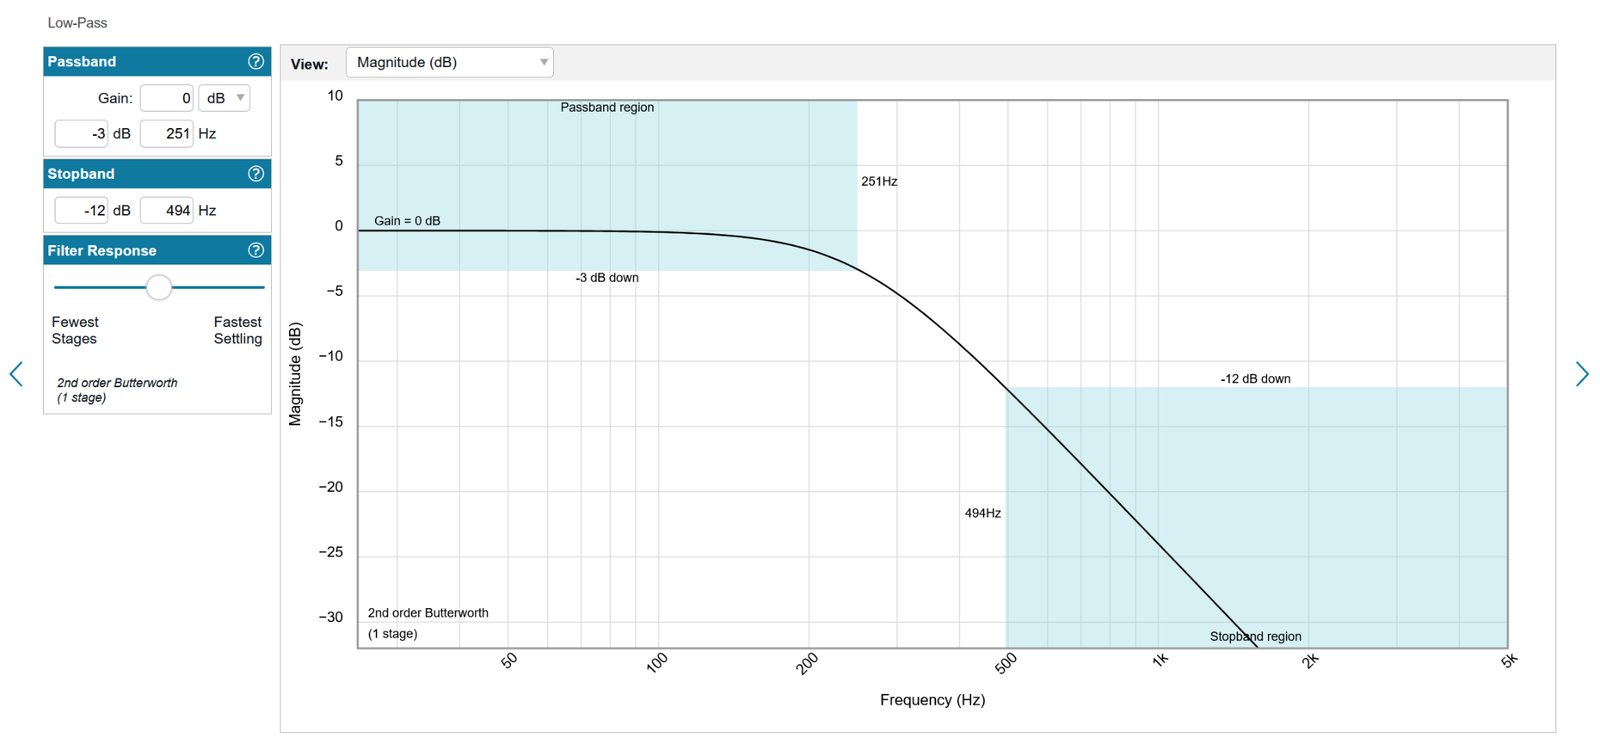 Low-Pass
Passband ?
Gain: 0 dB
-3 dB 251 Hz
Stopband ?
-12 dB 494 Hz
Filter Response ?
Fewest Stages
Fastest Settling
2nd order Butterworth
(1 stage)
View: Magnitude (dB)
10
5
0
−5
−10
−15
−20
−25
−30
Magnitude (dB)
Passband region
251Hz
Gain = 0 dB
-3 dB down
-12 dB down
494Hz
2nd order Butterworth
(1 stage)
Stopband region
50 100 200 500 1k 2k 5k
Frequency (Hz)